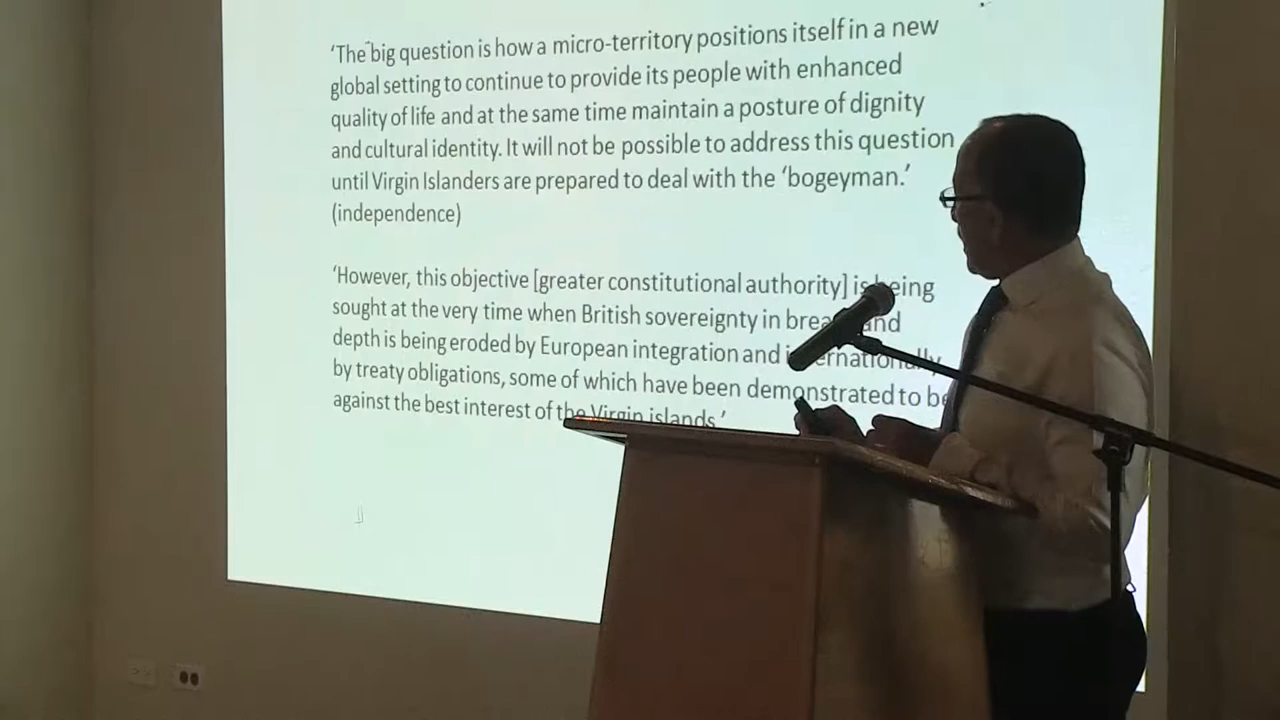 ‘The big question is how a micro-territory positions itself in a new
global setting to continue to provide its people with enhanced
quality of life and at the same time maintain a posture of dignity
and cultural identity. It will not be possible to address this question
until Virgin Islanders are prepared to deal with the ‘bogeyman.’
(independence)
‘However, this objective [greater constitutional authority] is being
sought at the very time when British sovereignty in and
depth is being eroded by European integration and internationally
by treaty obligations, some of which have been demonstrated to be
against the best interest of the Virgin islands.’